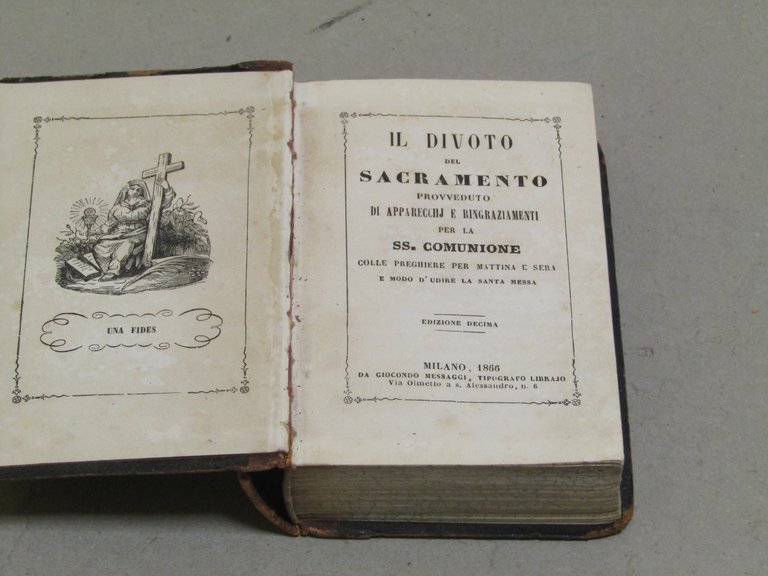 UNA FIDES
IL DIVOTO
DEL
SACRAMENTO
PROVVEDUTO
DI APPARECCHJ E RINGRAZIAMENTI
PER LA
SS. COMUNIONE
COLLE PREGHIERE PER MATTINA E SERA
E MODO D'UDIRE LA SANTA MESSA
EDIZIONE DECIMA
MILANO, 1866
DA GIOCONDO MESSAGGI, TIPOGRAFO LIBRAJO
Via Olmetto a s. Alessandro, n. 6